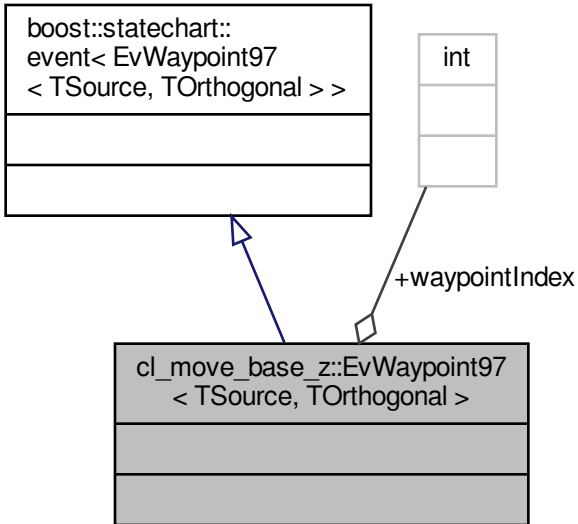 boost::statechart::
event< EvWaypoint97
< TSource, TOrthogonal > >
int
+waypointIndex
cl_move_base_z::EvWaypoint97
< TSource, TOrthogonal >